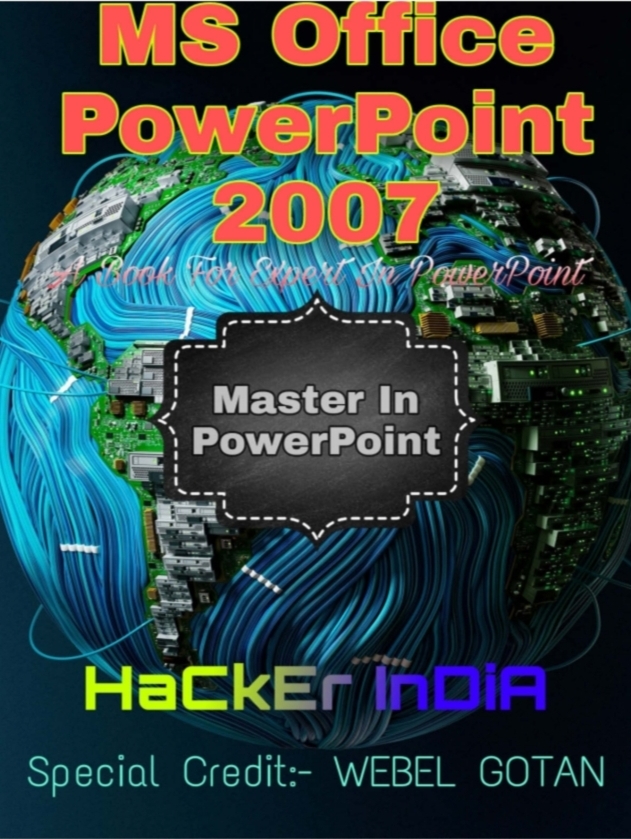 MS Office
PowerPoint
2007
A Book For Expert In PowerPoint
Master In
PowerPoint
HaCkEr InDiA
Special Credit:- WEBEL GOTAN